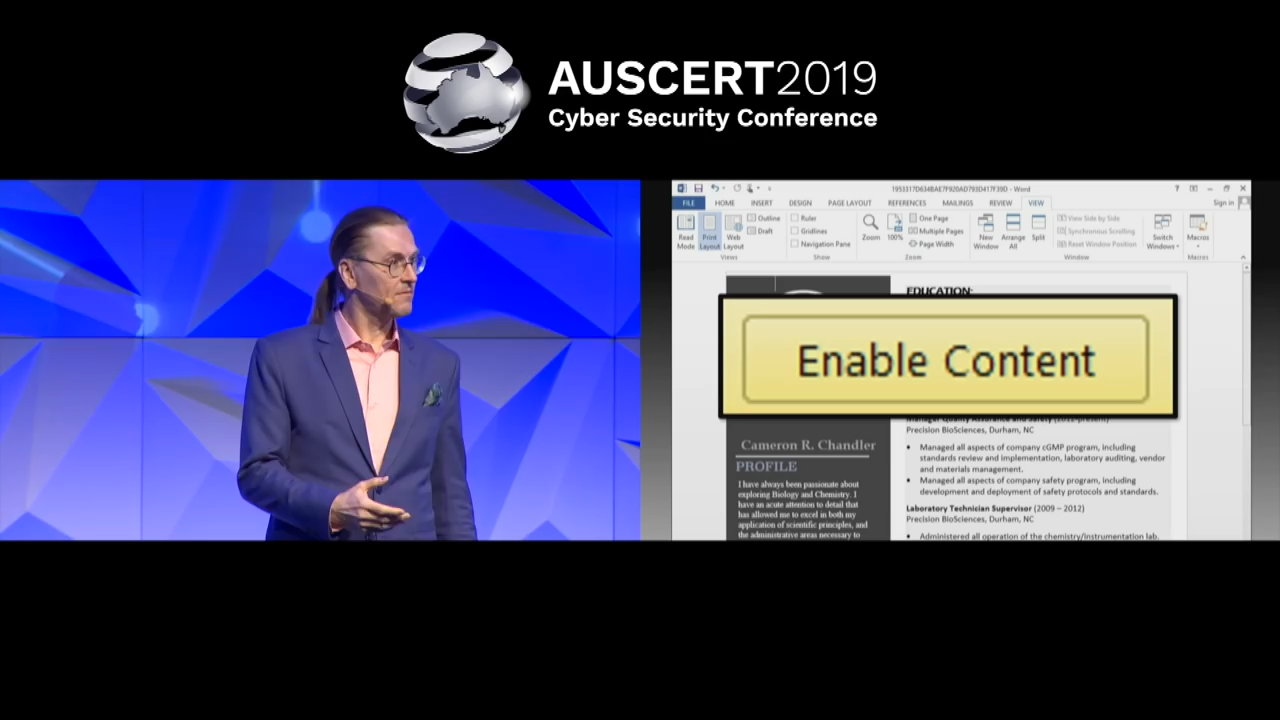 AUSCERT2019
Cyber Security Conference
1953317D634BAE7F920AD793D417F39D - Word
Sign in
FILE HOME INSERT DESIGN PAGE LAYOUT REFERENCES MAILINGS REVIEW VIEW
Read Mode
Print Layout
Web Layout
Outline
Draft
Views
Ruler
Gridlines
Navigation Pane
Show
Zoom
100%
One Page
Multiple Pages
Page Width
Zoom
New Window
Arrange All
Split
View Side by Side
Synchronous Scrolling
Reset Window Position
Window
Switch Windows
Macros
Macros
EDUCATION:
Enable Content
Manager Quality Assurance and Safety (2012-present)
Precision BioSciences, Durham, NC
• Managed all aspects of company cGMP program, including
standards review and implementation, laboratory auditing, vendor
and materials management.
• Managed all aspects of company safety program, including
development and deployment of safety protocols and standards.
Laboratory Technician Supervisor (2009 – 2012)
Precision BioSciences, Durham, NC
• Administered all operation of the chemistry/instrumentation lab.
Cameron R. Chandler
PROFILE
I have always been passionate about
exploring Biology and Chemistry. I
have an acute attention to detail that
has allowed me to excel in both my
application of scientific principles, and
the administrative areas necessary to